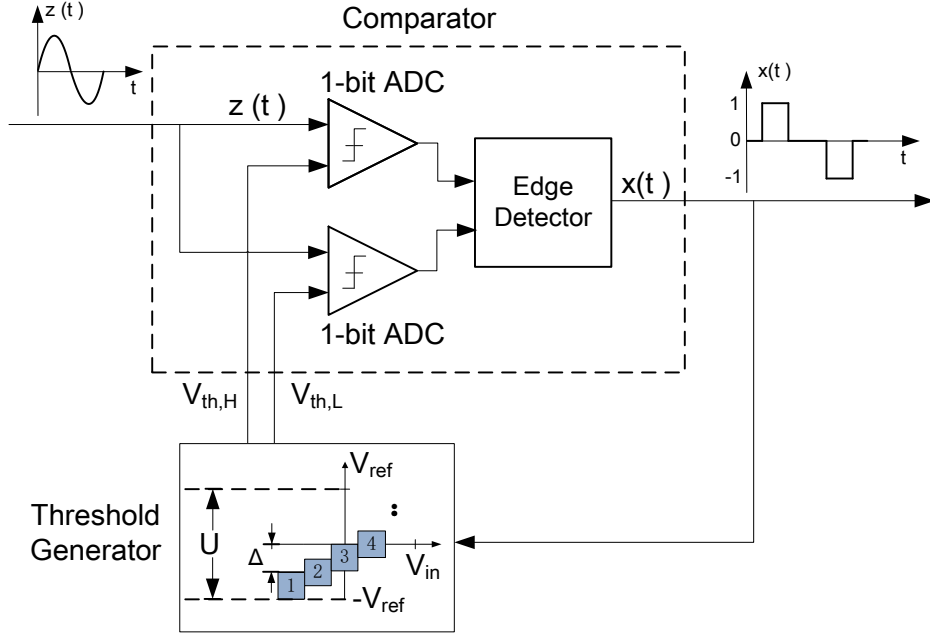 z (t)
t
Comparator
1-bit ADC
z (t)
Edge
Detector
x(t)
x(t)
1
0
-1
t
1-bit ADC
Vth,H
Vth,L
Threshold
Generator
Vref
U
Δ
1
2
3
4
:
Vin
-Vref